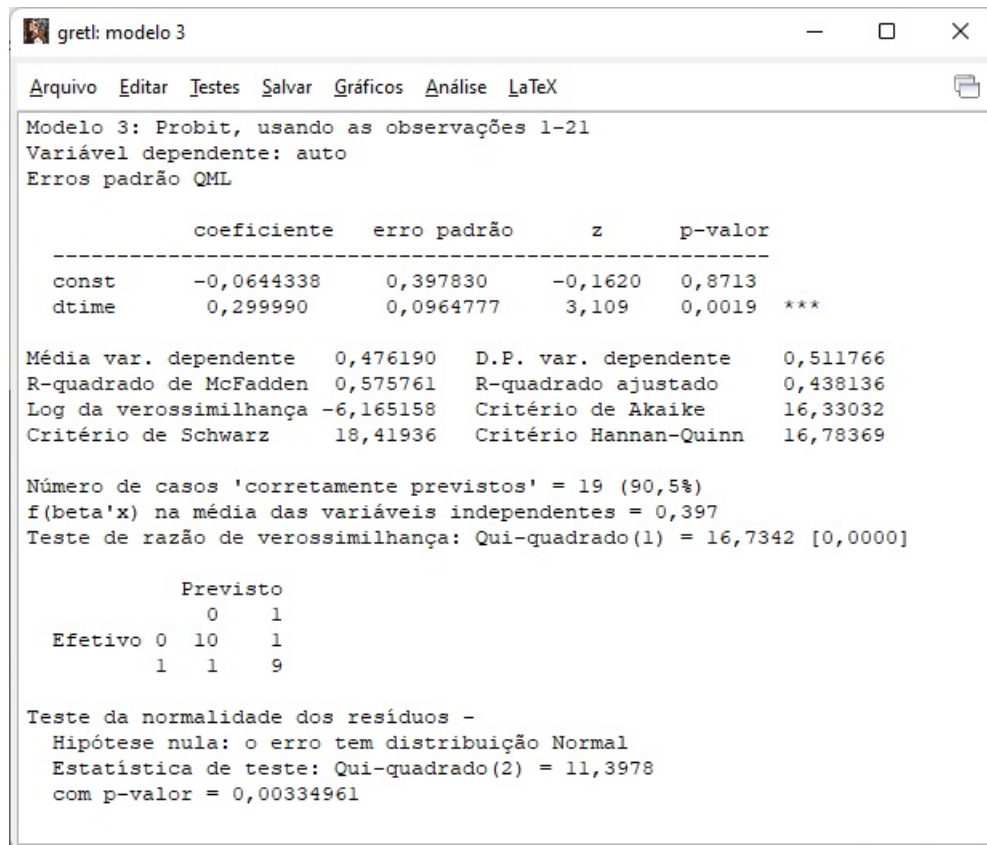 gretl: modelo 3
Arquivo Editar Testes Salvar Gráficos Análise LaTeX
Modelo 3: Probit, usando as observações 1-21
Variável dependente: auto
Erros padrão QML
coeficiente erro padrão z p-valor
-----------------------------------------------------------
const -0,0644338 0,397830 -0,1620 0,8713
dtime 0,299990 0,0964777 3,109 0,0019 ***
Média var. dependente 0,476190 D.P. var. dependente 0,511766
R-quadrado de McFadden 0,575761 R-quadrado ajustado 0,438136
Log da verossimilhança -6,165158 Critério de Akaike 16,33032
Critério de Schwarz 18,41936 Critério Hannan-Quinn 16,78369
Número de casos 'corretamente previstos' = 19 (90,5%)
f(beta'x) na média das variáveis independentes = 0,397
Teste de razão de verossimilhança: Qui-quadrado(1) = 16,7342 [0,0000]
Previsto
0 1
Efetivo 0 10 1
1 1 9
Teste da normalidade dos resíduos -
Hipótese nula: o erro tem distribuição Normal
Estatística de teste: Qui-quadrado(2) = 11,3978
com p-valor = 0,00334961